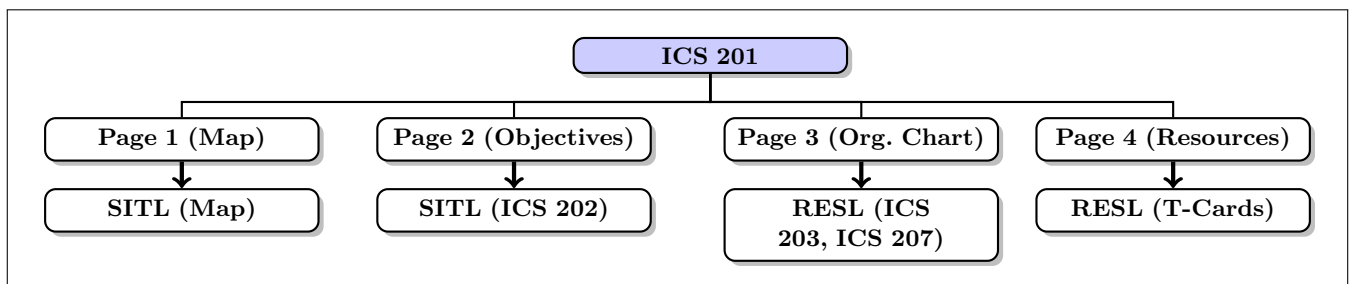 ICS 201
Page 1 (Map)
Page 2 (Objectives)
Page 3 (Org. Chart)
Page 4 (Resources)
SITL (Map)
SITL (ICS 202)
RESL (ICS
203, ICS 207)
RESL (T-Cards)